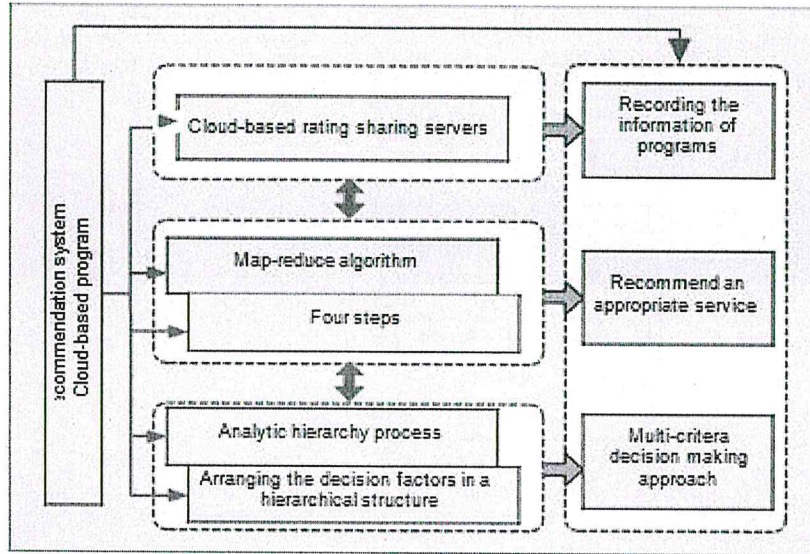 ecommendation system
Cloud-based program
Cloud-based rating sharing servers
Map-reduce algorithm
Four steps
Analytic hierarchy process
Arranging the decision factors in a
hierarchical structure
Recording the
information of
programs
Recommend an
appropriate service
Multi-critera
decision making
approach